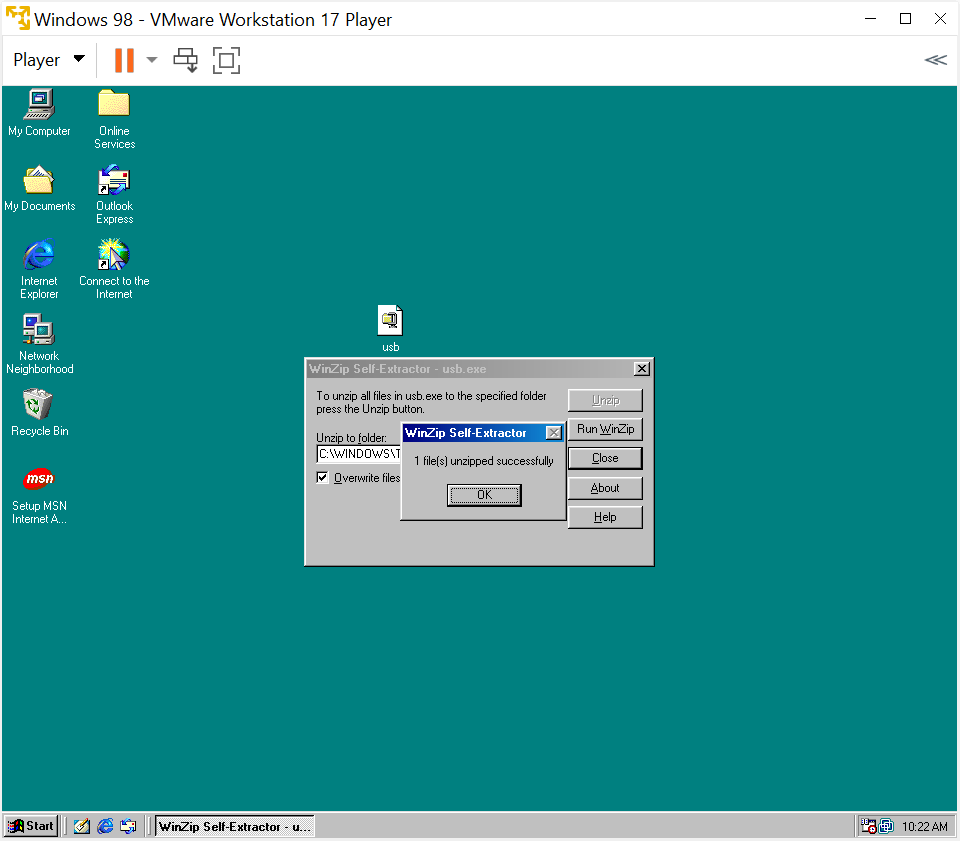 Windows 98 - VMware Workstation 17 Player
Player
My Computer
Online
Services
My Documents
Outlook
Express
Internet
Explorer
Connect to the
Internet
Network
Neighborhood
Recycle Bin
msn
Setup MSN
Internet A...
usb
WinZip Self-Extractor - usb.exe
To unzip all files in usb.exe to the specified folder
press the Unzip button.
Unzip to folder:
C:\WINDOWS\T
Overwrite files
Unzip
Run WinZip
Close
About
Help
WinZip Self-Extractor
1 file(s) unzipped successfully
OK
Start
WinZip Self-Extractor - u...
10:22 AM